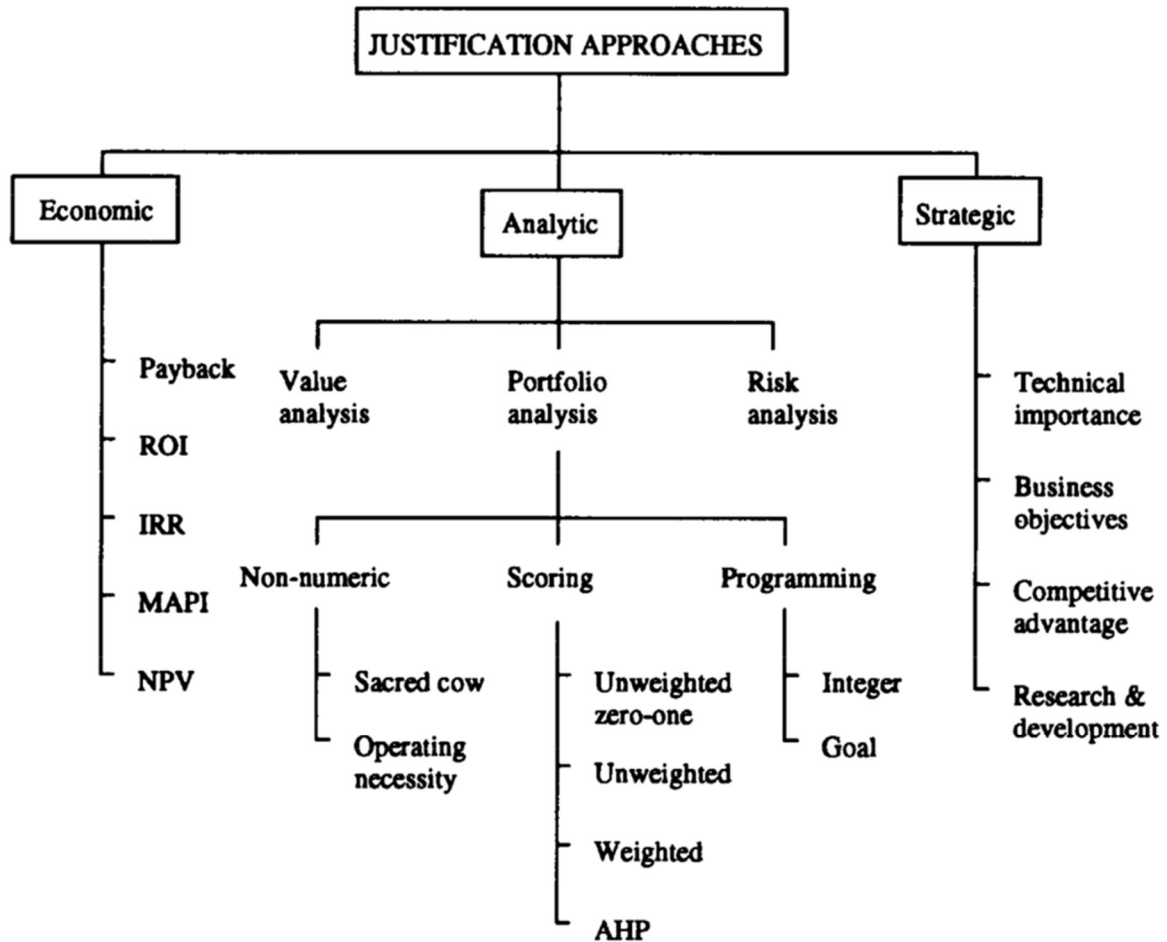 JUSTIFICATION APPROACHES
Economic
Analytic
Strategic
Payback
ROI
IRR
MAPI
NPV
Value
analysis
Portfolio
analysis
Risk
analysis
Non-numeric
Sacred cow
Operating
necessity
Scoring
Unweighted
zero-one
Unweighted
Weighted
AHP
Programming
Integer
Goal
Technical
importance
Business
objectives
Competitive
advantage
Research &
development